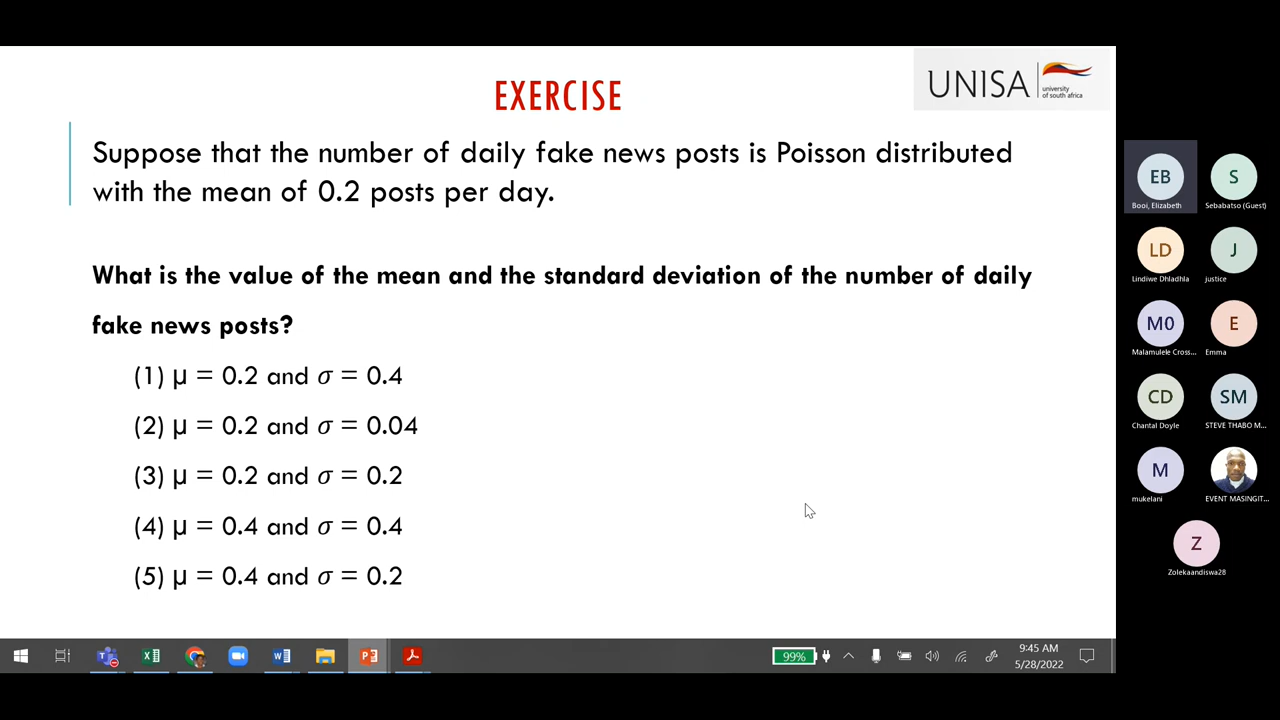 EXERCISE
UNISA
university
of south africa
Suppose that the number of daily fake news posts is Poisson distributed
with the mean of 0.2 posts per day.
What is the value of the mean and the standard deviation of the number of daily
fake news posts?
(1) μ = 0.2 and σ = 0.4
(2) μ = 0.2 and σ = 0.04
(3) μ = 0.2 and σ = 0.2
(4) μ = 0.4 and σ = 0.4
(5) μ = 0.4 and σ = 0.2
EB
Booi, Elizabeth
S
Sebabatso (Guest)
LD
Lindiwe Dhladhla
J
justice
M0
Malamulele Cross...
E
Emma
CD
Chantal Doyle
SM
STEVE THABO M...
M
mukelani
EVENT MASINGIT...
Z
Zolekaandiswa28
99%
9:45 AM
5/28/2022